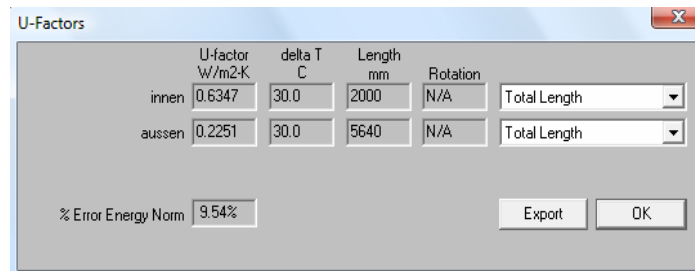 U-Factors
U-factor delta T Length
W/m2-K C mm Rotation
innen 0.6347 30.0 2000 N/A Total Length
aussen 0.2251 30.0 5640 N/A Total Length
% Error Energy Norm 9.54% Export OK